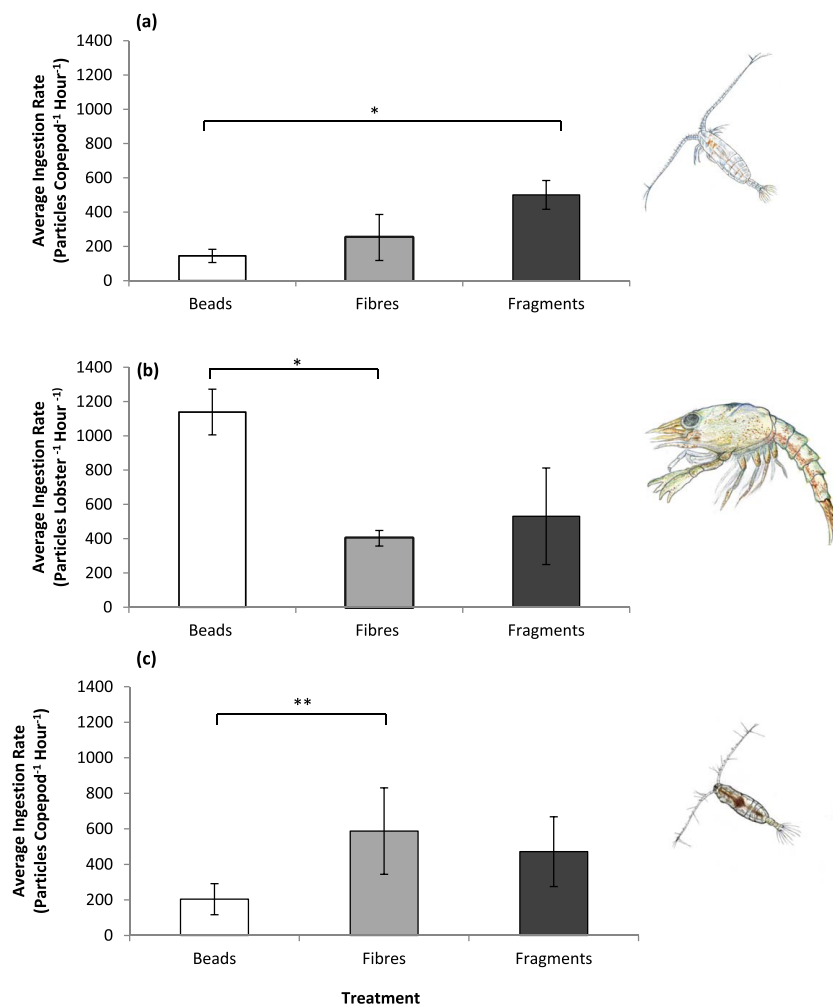 (a)
Average Ingestion Rate
(Particles Copepod⁻¹ Hour⁻¹)
1400
1200
1000
800
600
400
200
0
*
Beads Fibres Fragments
(b)
Average Ingestion Rate
(Particles Lobster ⁻¹ Hour ⁻¹)
1400
1200
1000
800
600
400
200
0
*
Beads Fibres Fragments
(c)
Average Ingestion Rate
(Particles Copepod⁻¹ Hour⁻¹)
1400
1200
1000
800
600
400
200
0
**
Beads Fibres Fragments
Treatment